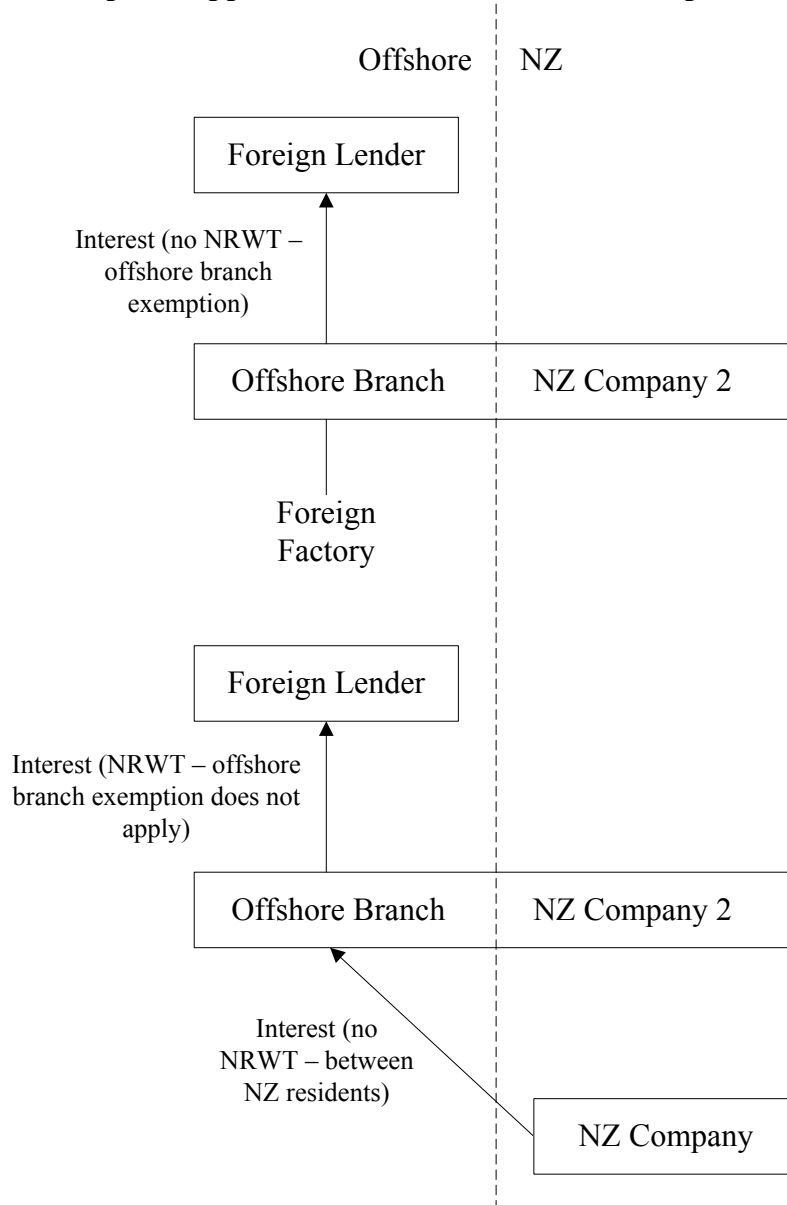 Offshore NZ
Foreign Lender
Interest (no NRWT –
offshore branch
exemption)
Offshore Branch NZ Company 2
Foreign
Factory
Foreign Lender
Interest (NRWT – offshore
branch exemption does not
apply)
Offshore Branch NZ Company 2
Interest (no
NRWT – between
NZ residents)
NZ Company